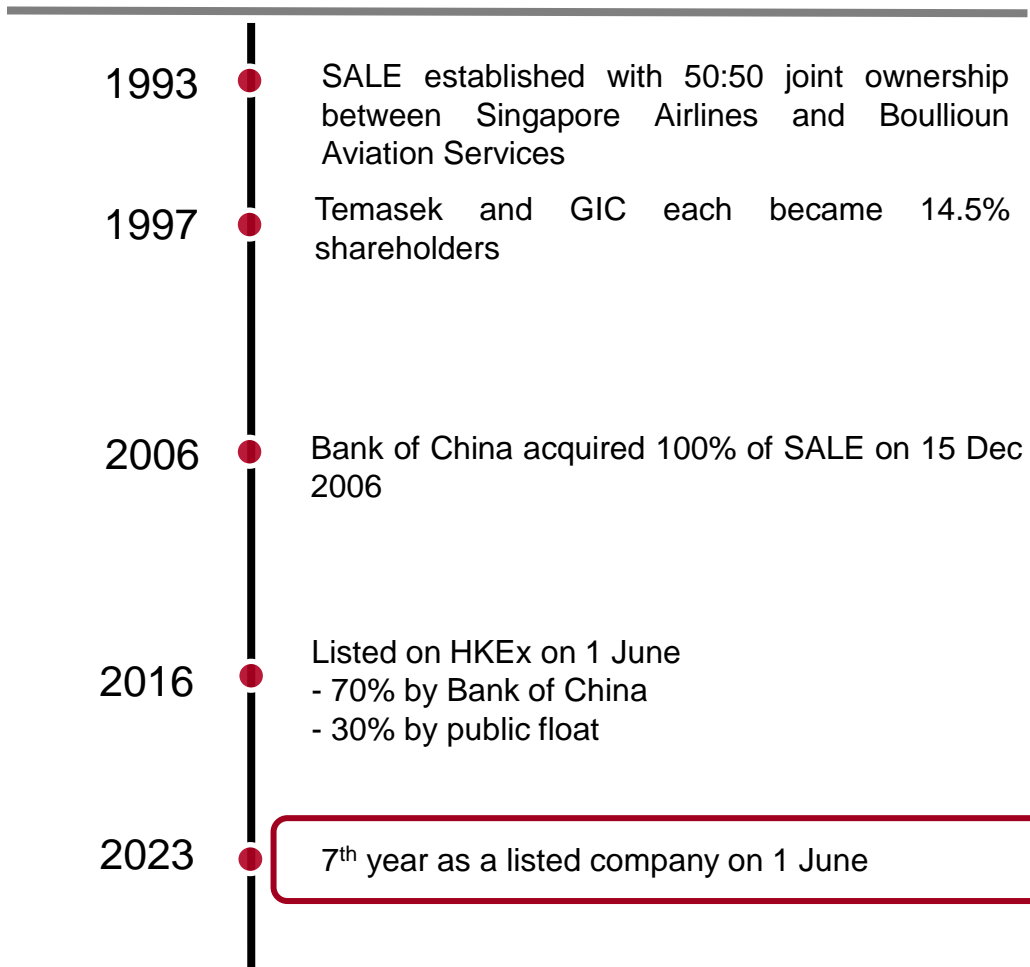 1993
SALE established with 50:50 joint ownership
between Singapore Airlines and Boullioun
Aviation Services
1997
Temasek and GIC each became 14.5%
shareholders
2006
Bank of China acquired 100% of SALE on 15 Dec
2006
2016
Listed on HKEx on 1 June
- 70% by Bank of China
- 30% by public float
2023
7th year as a listed company on 1 June